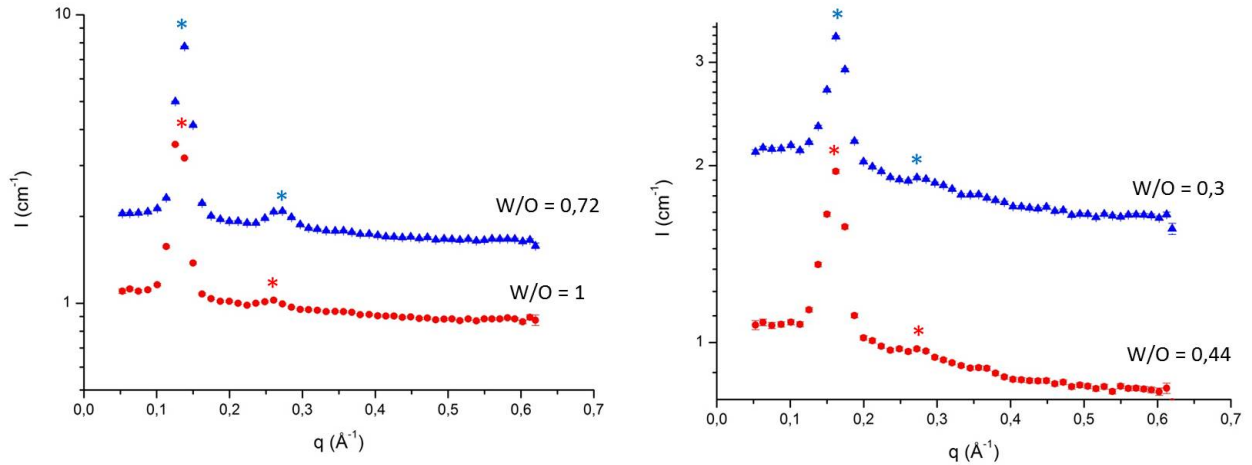 10
1
I (cm⁻¹)
*
*
*
*
W/O = 0,72
W/O = 1
0,0 0,1 0,2 0,3 0,4 0,5 0,6 0,7
q (Å⁻¹)
3
2
1
I (cm⁻¹)
*
*
*
*
W/O = 0,3
W/O = 0,44
0,0 0,1 0,2 0,3 0,4 0,5 0,6 0,7
q (Å⁻¹)